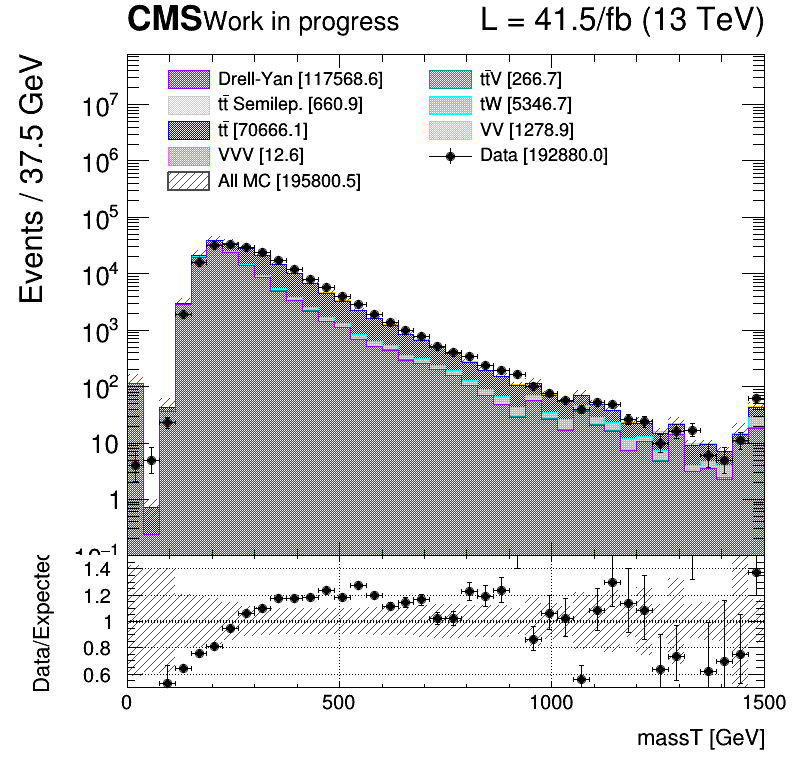 CMS Work in progress L = 41.5/fb (13 TeV)
Events / 37.5 GeV
Drell-Yan [117568.6]
tt̄ Semilep. [660.9]
tt̄ [70666.1]
VVV [12.6]
All MC [195800.5]
tt̄V [266.7]
tW [5346.7]
VV [1278.9]
Data [192880.0]
10⁷
10⁶
10⁵
10⁴
10³
10²
10
1
10⁻¹
Data/Expected
1.4
1.2
1
0.8
0.6
0 500 1000 1500
massT [GeV]